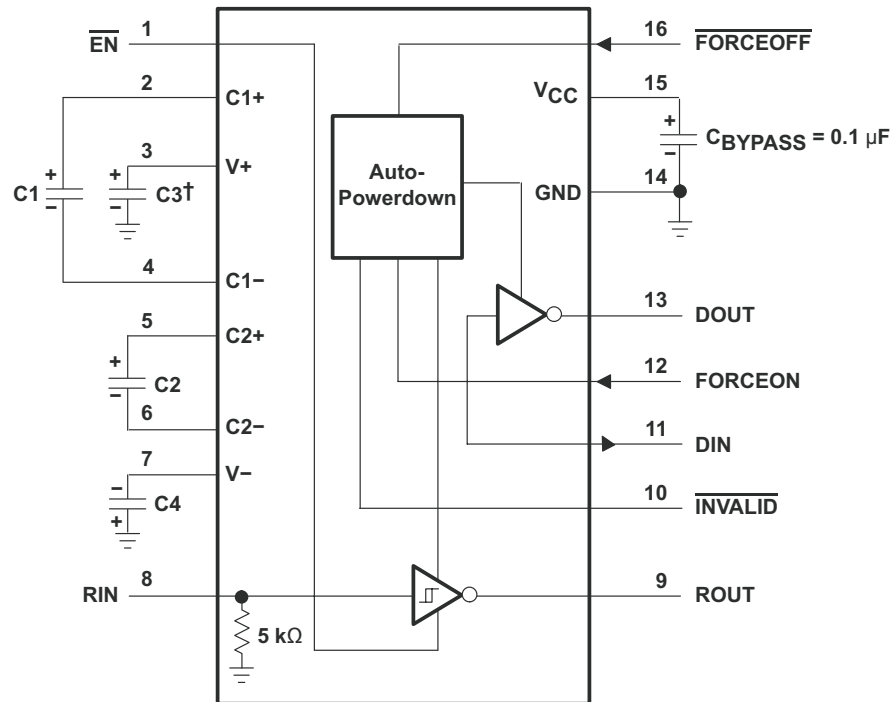 1
EN
16
FORCEOFF
2
C1+
VCC
15
+
CBYPASS = 0.1 µF
−
3
V+
+
C1
−
+
C3†
−
Auto-
Powerdown
14
GND
4
C1−
13
DOUT
5
C2+
+
C2
−
12
FORCEON
6
C2−
11
DIN
7
V−
−
C4
+
10
INVALID
8
RIN
9
ROUT
5 kΩ